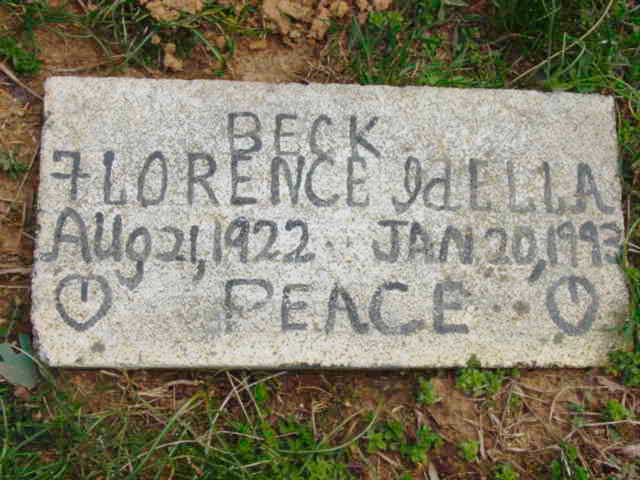 BECK
FLORENCE IdELLA
AUg 21, 1922 JAN 20, 1993
PEACE